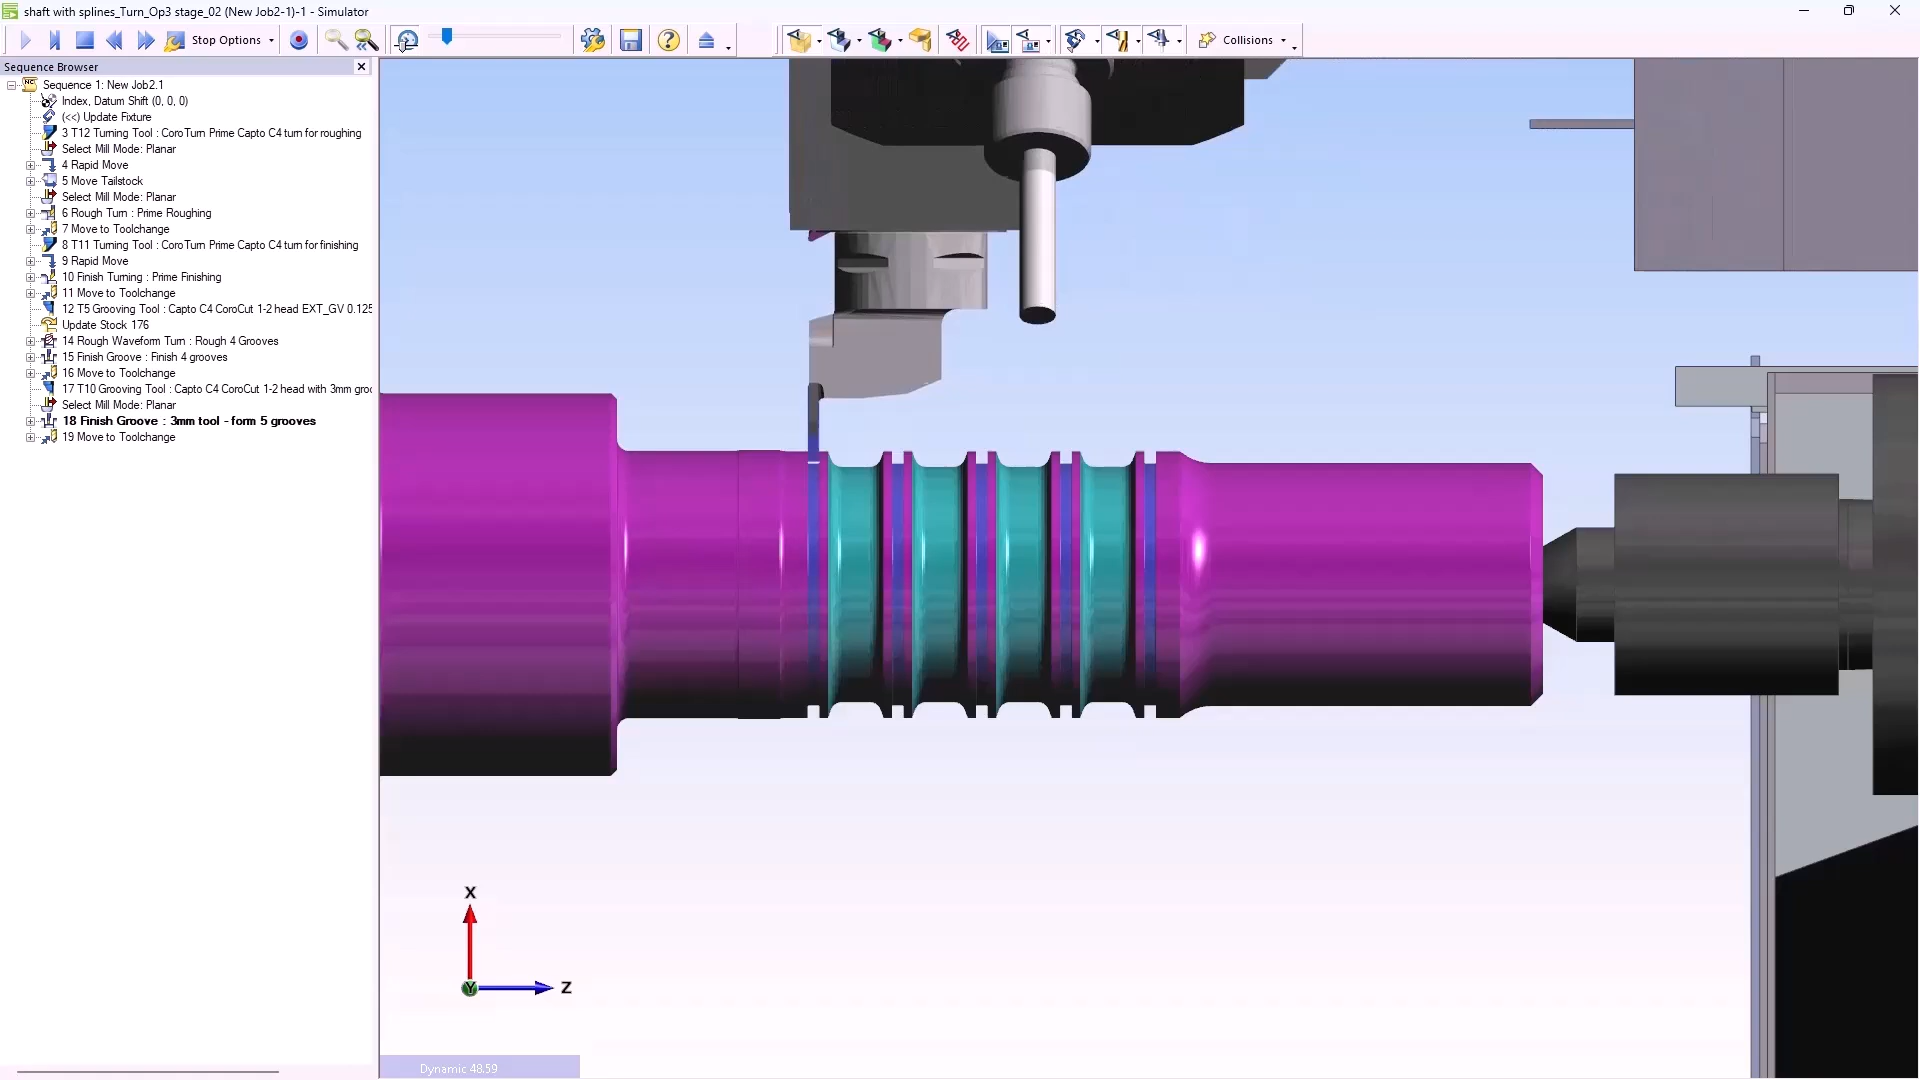 shaft with splines_Turn_Op3 stage_02 (New Job2-1)-1 - Simulator
Stop Options
Collisions
Sequence Browser
Sequence 1: New Job2.1
Index, Datum Shift (0, 0, 0)
(<<) Update Fixture
3 T12 Turning Tool : CoroTurn Prime Capto C4 turn for roughing
Select Mill Mode: Planar
4 Rapid Move
5 Move Tailstock
Select Mill Mode: Planar
6 Rough Turn : Prime Roughing
7 Move to Toolchange
8 T11 Turning Tool : CoroTurn Prime Capto C4 turn for finishing
9 Rapid Move
10 Finish Turning : Prime Finishing
11 Move to Toolchange
12 T5 Grooving Tool : Capto C4 CoroCut 1-2 head EXT_GV 0.125
Update Stock 176
14 Rough Waveform Turn : Rough 4 Grooves
15 Finish Groove : Finish 4 grooves
16 Move to Toolchange
17 T10 Grooving Tool : Capto C4 CoroCut 1-2 head with 3mm groo
Select Mill Mode: Planar
18 Finish Groove : 3mm tool - form 5 grooves
19 Move to Toolchange
X
Y
Z
Dynamic 48.59